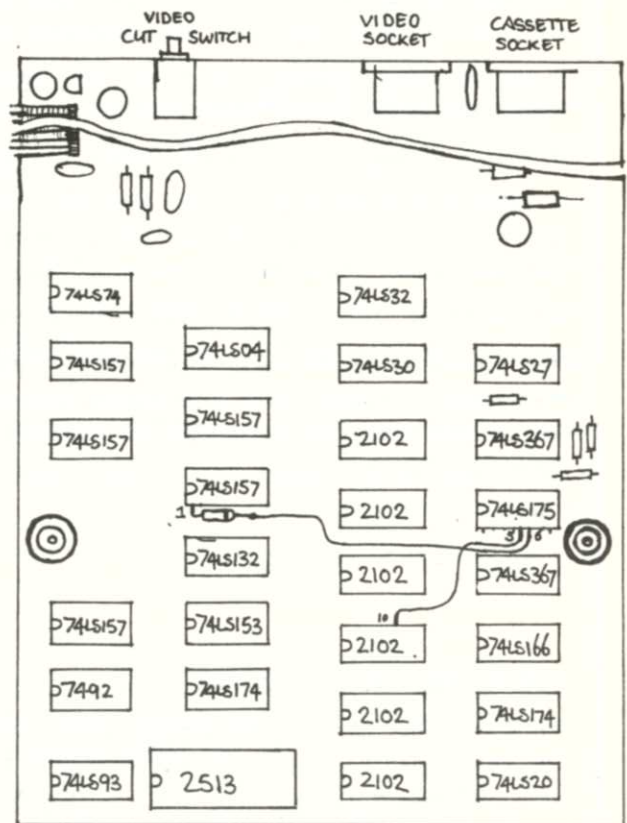 VIDEO
CUT SWITCH
VIDEO
SOCKET
CASSETTE
SOCKET
74LS74
74LS32
74LS157
74LS04
74LS30
74LS27
74LS157
74LS157
2102
74LS367
74LS157
2102
74LS175
1
5 6
74LS132
2102
74LS367
10
74LS157
74LS153
2102
74LS166
7492
74LS174
2102
74LS174
74LS93
2513
2102
74LS20